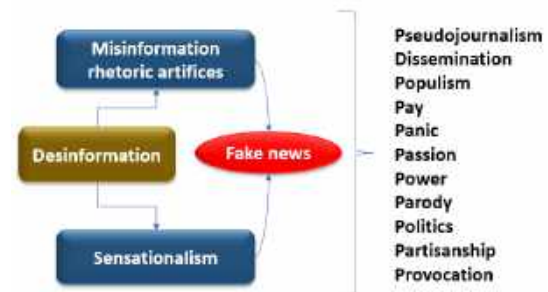 Misinformation
rhetoric artifices
Desinformation
Fake news
Sensationalism
Pseudojournalism
Dissemination
Populism
Pay
Panic
Passion
Power
Parody
Politics
Partisanship
Provocation